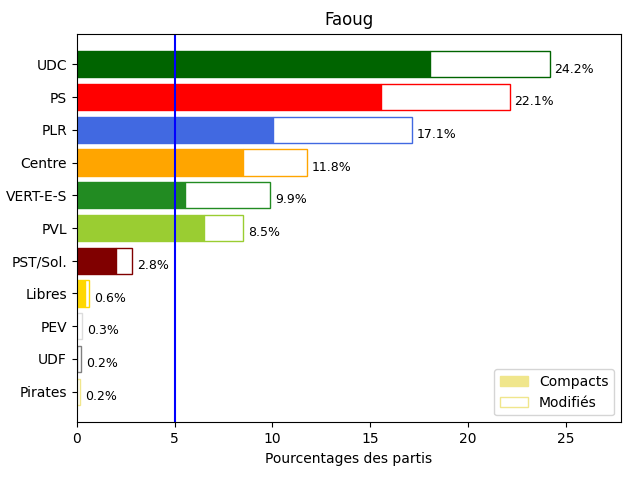 Faoug
UDC
24.2%
PS
22.1%
PLR
17.1%
Centre
11.8%
VERT-E-S
9.9%
PVL
8.5%
PST/Sol.
2.8%
Libres
0.6%
PEV
0.3%
UDF
0.2%
Pirates
0.2%
Compacts
Modifiés
0 5 10 15 20 25
Pourcentages des partis